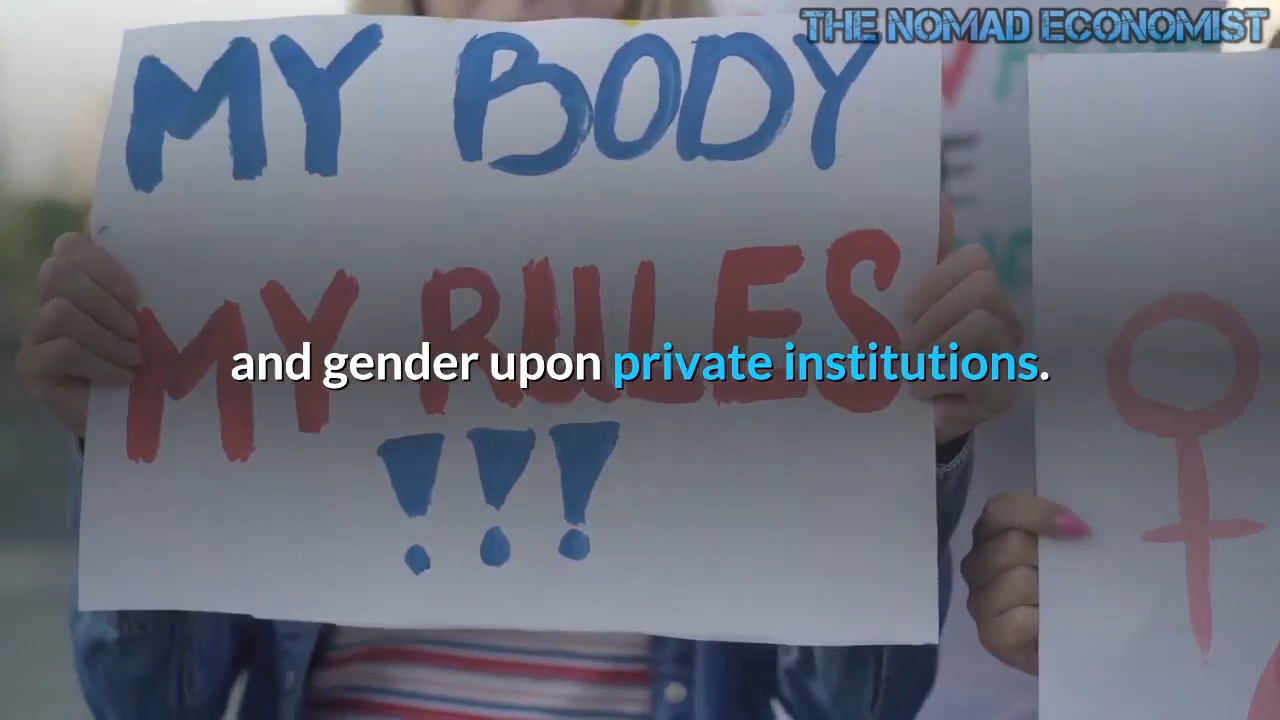 THE NOMAD ECONOMIST
MY BODY
MY RULES
!!!
and gender upon private institutions.